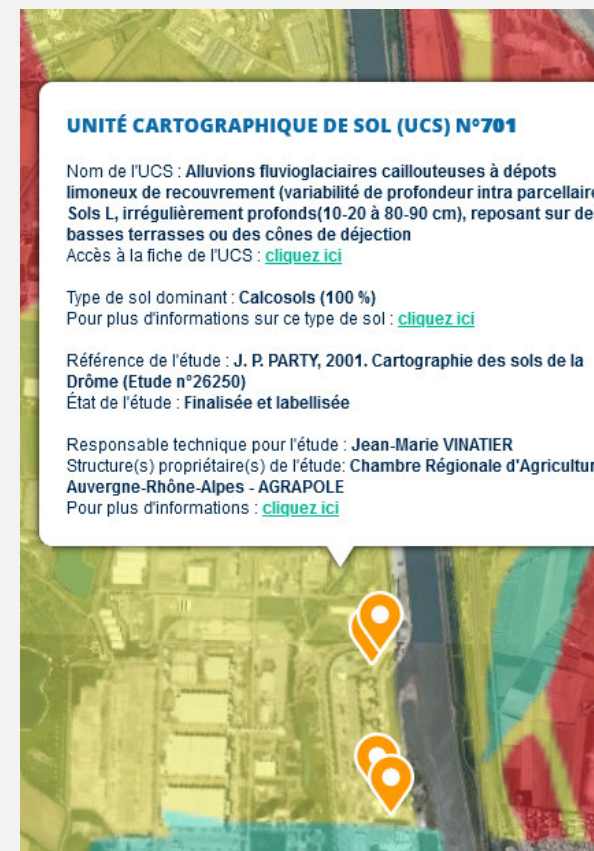 UNITÉ CARTOGRAPHIQUE DE SOL (UCS) N°701
Nom de l'UCS : Alluvions fluvioglaciaires caillouteuses à dépots
limoneux de recouvrement (variabilité de profondeur intra parcellaire
Sols L, irrégulièrement profonds(10-20 à 80-90 cm), reposant sur de
basses terrasses ou des cônes de déjection
Accès à la fiche de l'UCS : cliquez ici
Type de sol dominant : Calcosols (100 %)
Pour plus d'informations sur ce type de sol : cliquez ici
Référence de l'étude : J. P. PARTY, 2001. Cartographie des sols de la
Drôme (Etude n°26250)
État de l'étude : Finalisée et labellisée
Responsable technique pour l'étude : Jean-Marie VINATIER
Structure(s) propriétaire(s) de l'étude: Chambre Régionale d'Agricultur
Auvergne-Rhône-Alpes - AGRAPOLE
Pour plus d'informations : cliquez ici